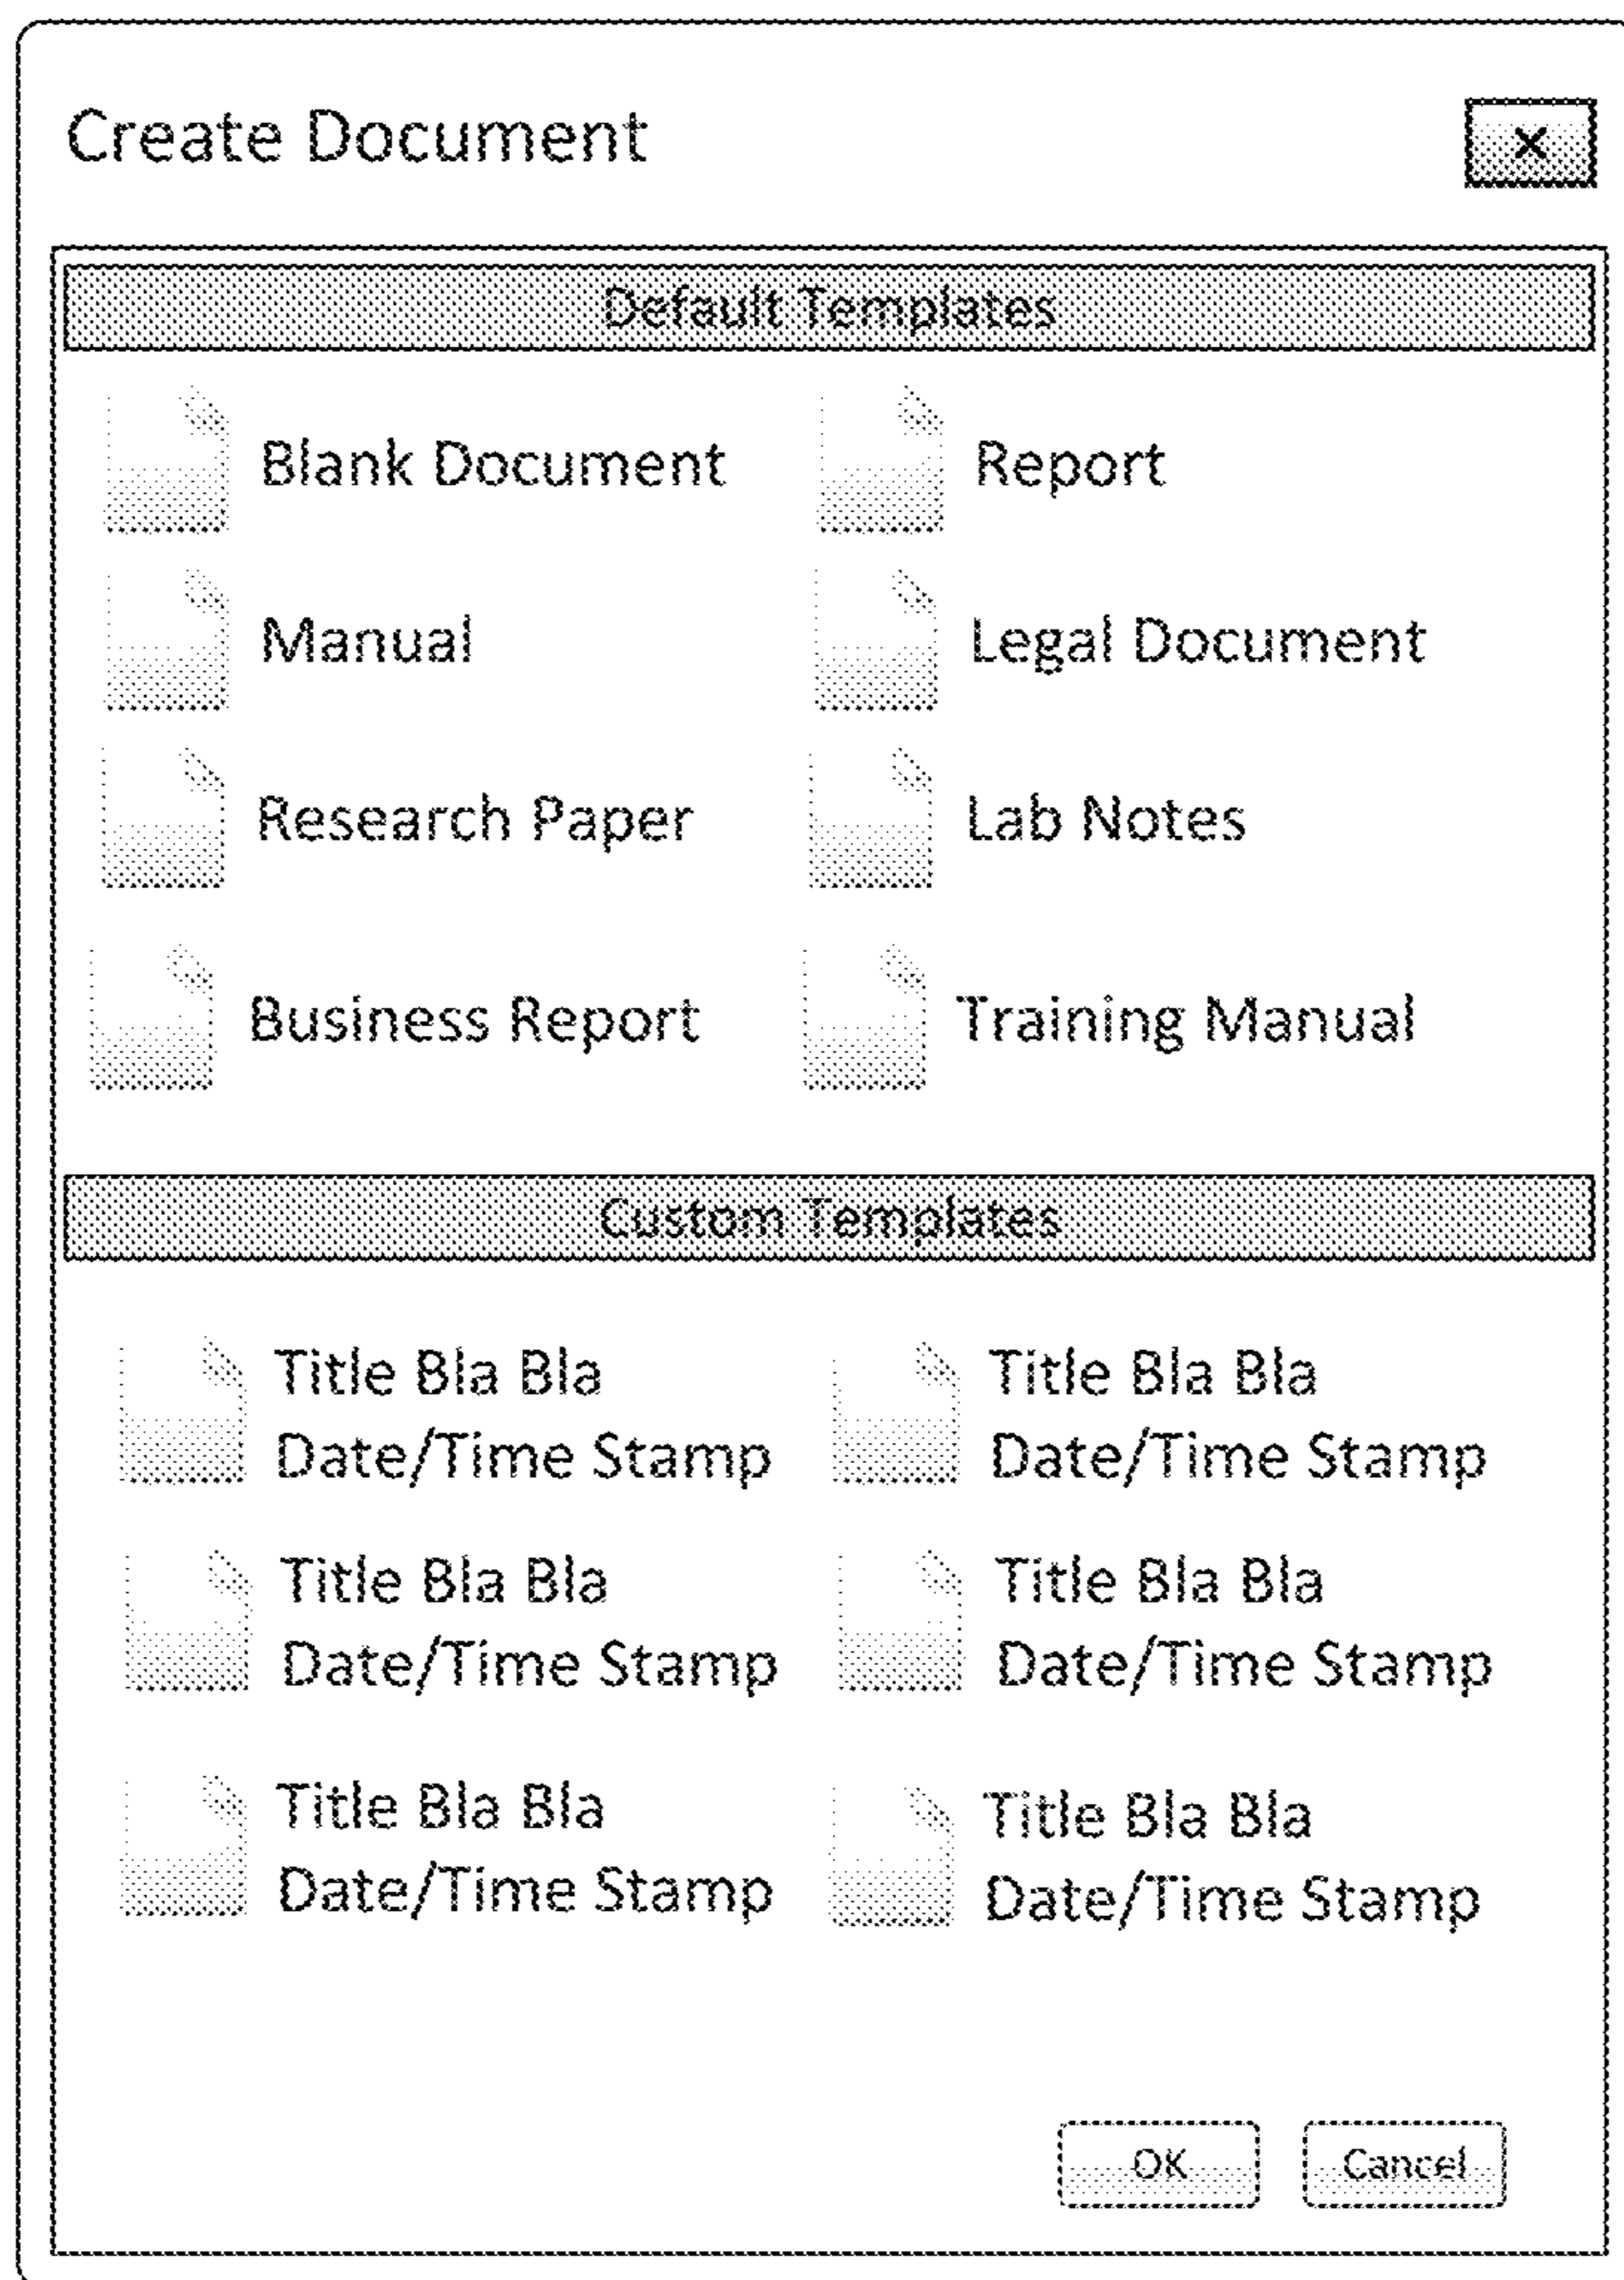 Create Document
×
Default Templates
Blank Document
Report
Manual
Legal Document
Research Paper
Lab Notes
Business Report
Training Manual
Custom Templates
Title Bla Bla
Date/Time Stamp
Title Bla Bla
Date/Time Stamp
Title Bla Bla
Date/Time Stamp
Title Bla Bla
Date/Time Stamp
Title Bla Bla
Date/Time Stamp
Title Bla Bla
Date/Time Stamp
OK
Cancel